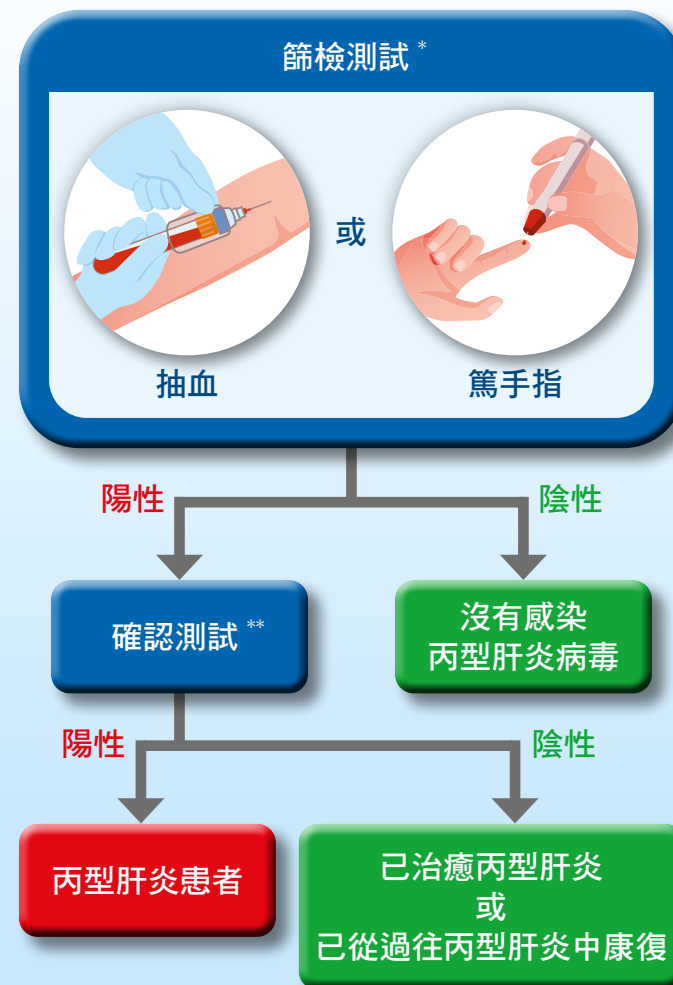 篩檢測試 *
或
抽血
篤手指
陽性
陰性
確認測試 **
沒有感染
丙型肝炎病毒
陽性
陰性
丙型肝炎患者
已治癒丙型肝炎
或
已從過往丙型肝炎中康復